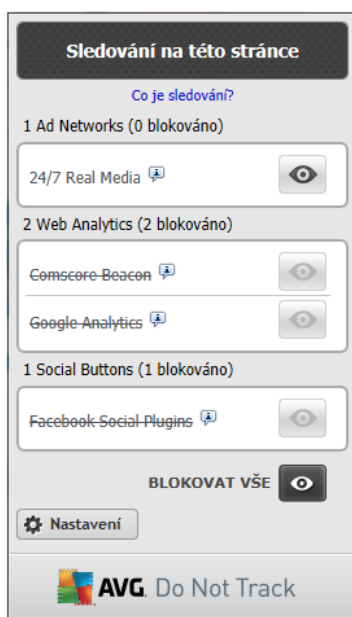 Sledování na této stránce
Co je sledování?
1 Ad Networks (0 blokováno)
24/7 Real Media
2 Web Analytics (2 blokováno)
Comscore Beacon
Google Analytics
1 Social Buttons (1 blokováno)
Facebook Social Plugins
BLOKOVAT VŠE
Nastavení
AVG. Do Not Track